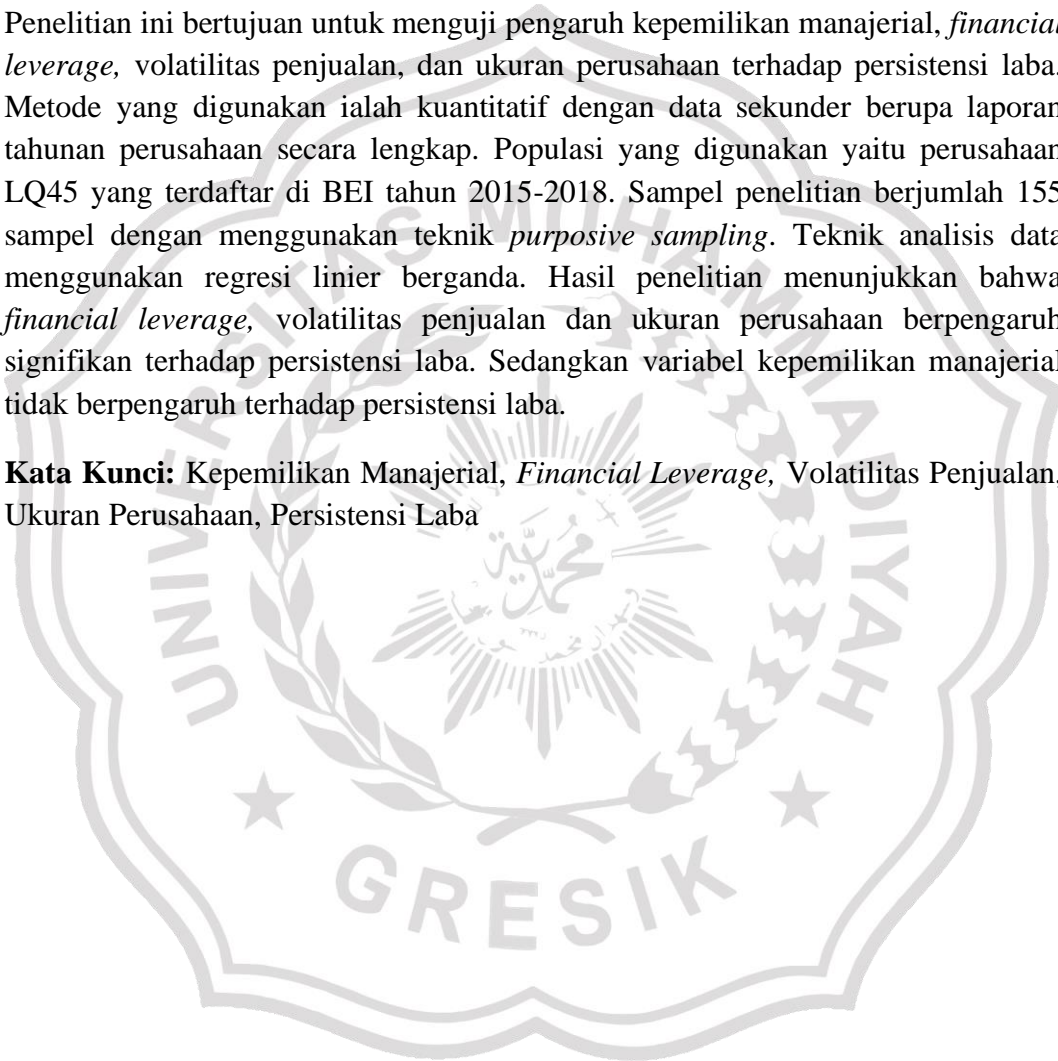 Penelitian ini bertujuan untuk menguji pengaruh kepemilikan manajerial, financial
leverage, volatilitas penjualan, dan ukuran perusahaan terhadap persistensi laba.
Metode yang digunakan ialah kuantitatif dengan data sekunder berupa laporan
tahunan perusahaan secara lengkap. Populasi yang digunakan yaitu perusahaan
LQ45 yang terdaftar di BEI tahun 2015-2018. Sampel penelitian berjumlah 155
sampel dengan menggunakan teknik purposive sampling. Teknik analisis data
menggunakan regresi linier berganda. Hasil penelitian menunjukkan bahwa
financial leverage, volatilitas penjualan dan ukuran perusahaan berpengaruh
signifikan terhadap persistensi laba. Sedangkan variabel kepemilikan manajerial
tidak berpengaruh terhadap persistensi laba.
Kata Kunci: Kepemilikan Manajerial, Financial Leverage, Volatilitas Penjualan,
Ukuran Perusahaan, Persistensi Laba
UNIVERSITAS MUHAMMADIYAH
GRESIK